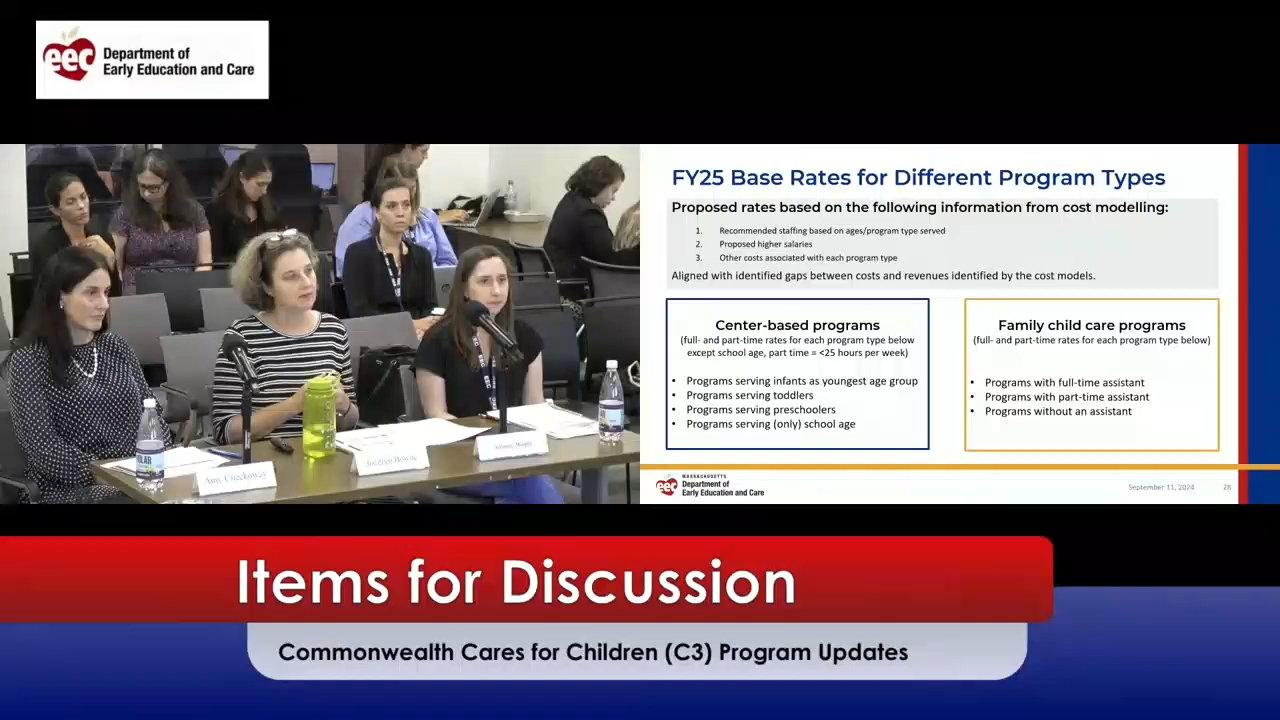 eec
Department of
Early Education and Care
FY25 Base Rates for Different Program Types
Proposed rates based on the following information from cost modelling:
1. Recommended staffing based on ages/program type served
2. Proposed higher salaries
3. Other costs associated with each program type
Aligned with identified gaps between costs and revenues identified by the cost models.
Center-based programs
(full- and part-time rates for each program type below
except school age, part time = <25 hours per week)
• Programs serving infants as youngest age group
• Programs serving toddlers
• Programs serving preschoolers
• Programs serving (only) school age
Family child care programs
(full- and part-time rates for each program type below)
• Programs with full-time assistant
• Programs with part-time assistant
• Programs without an assistant
eec
MASSACHUSETTS
Department of
Early Education and Care
September 11, 2024
28
POLAR
Amy Checkoway
Jocelyn
Items for Discussion
Commonwealth Cares for Children (C3) Program Updates